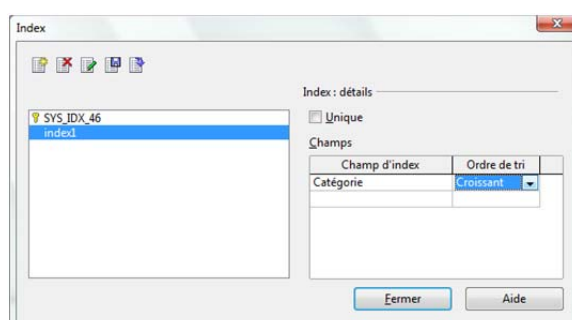 Index
Index : détails
SYS_IDX_46
index1
Unique
Champs
Champ d'index Ordre de tri
Catégorie Croissant
Fermer Aide